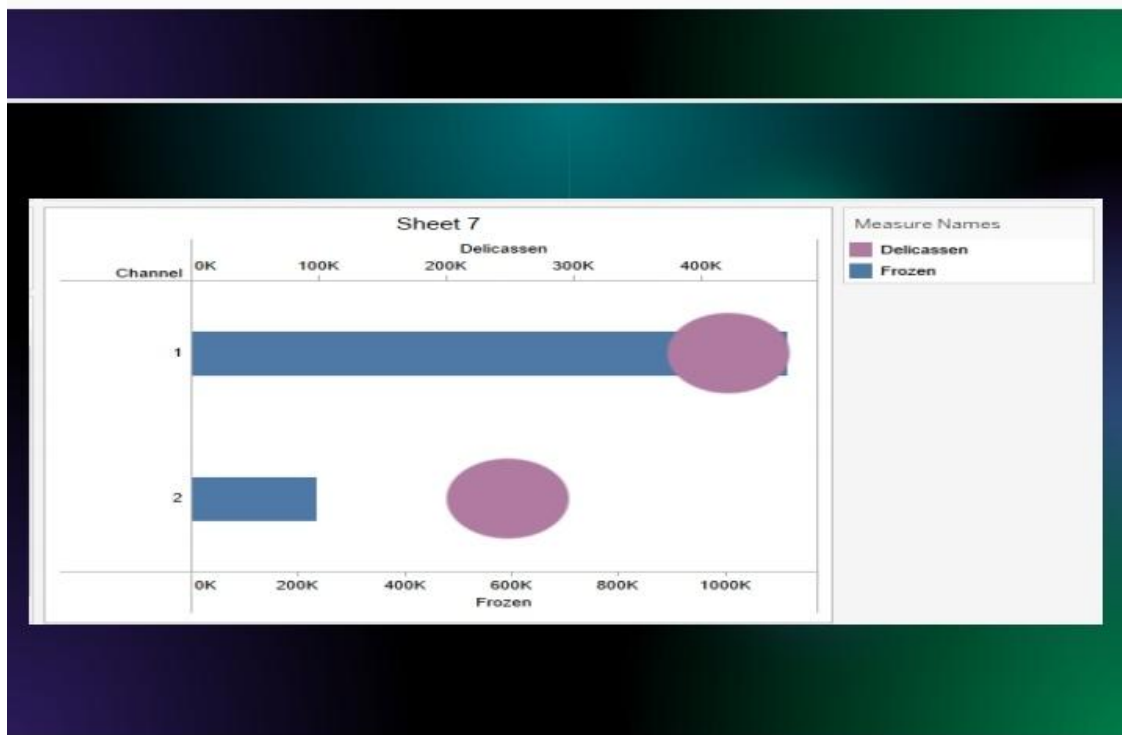 Sheet 7
Measure Names
Delicassen
Delicassen
Channel 0K 100K 200K 300K 400K
Frozen
1
2
0K 200K 400K 600K 800K 1000K
Frozen